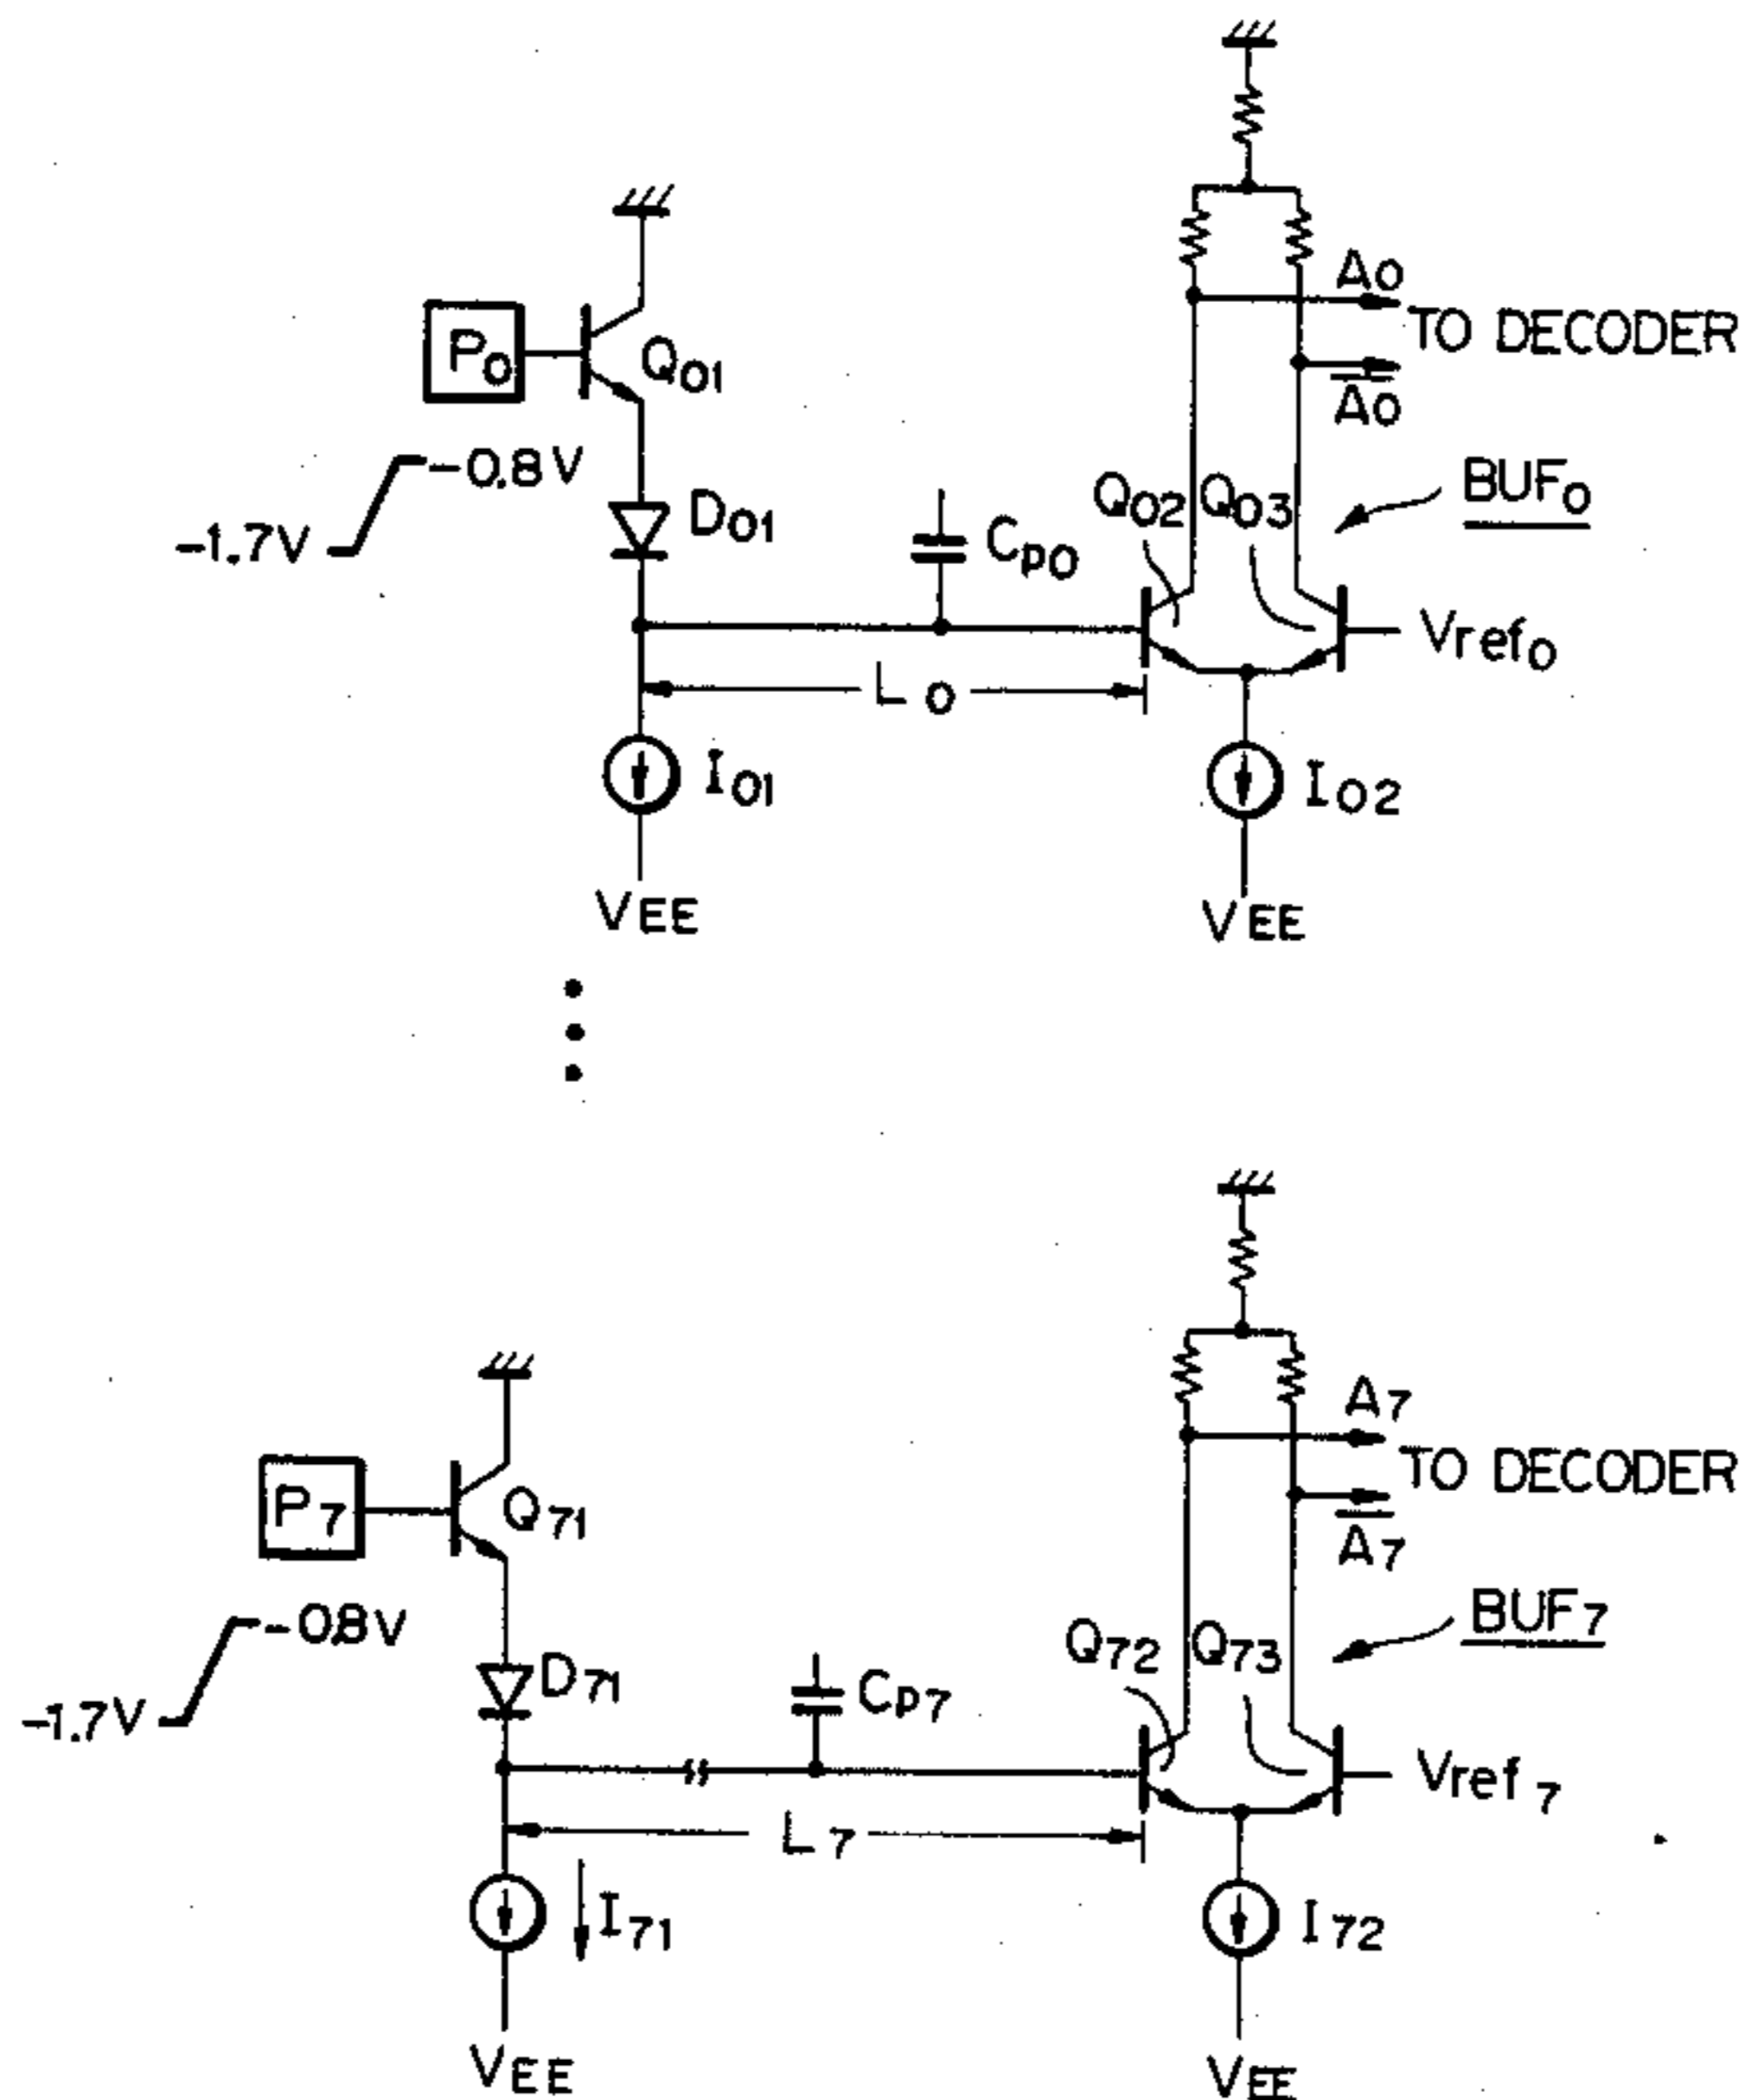 A₀
TO DECODER
A̅₀̅
P₀
Q₀₁
-0.8V
-1.7V
D₀₁
Cp₀
Q₀₂
Q₀₃
BUF₀
Vref₀
L₀
I₀₁
I₀₂
VEE
VEE
A₇
TO DECODER
A̅₇̅
P₇
Q₇₁
-0.8V
-1.7V
D₇₁
Cp₇
Q₇₂
Q₇₃
BUF₇
Vref₇
L₇
I₇₁
I₇₂
VEE
VEE